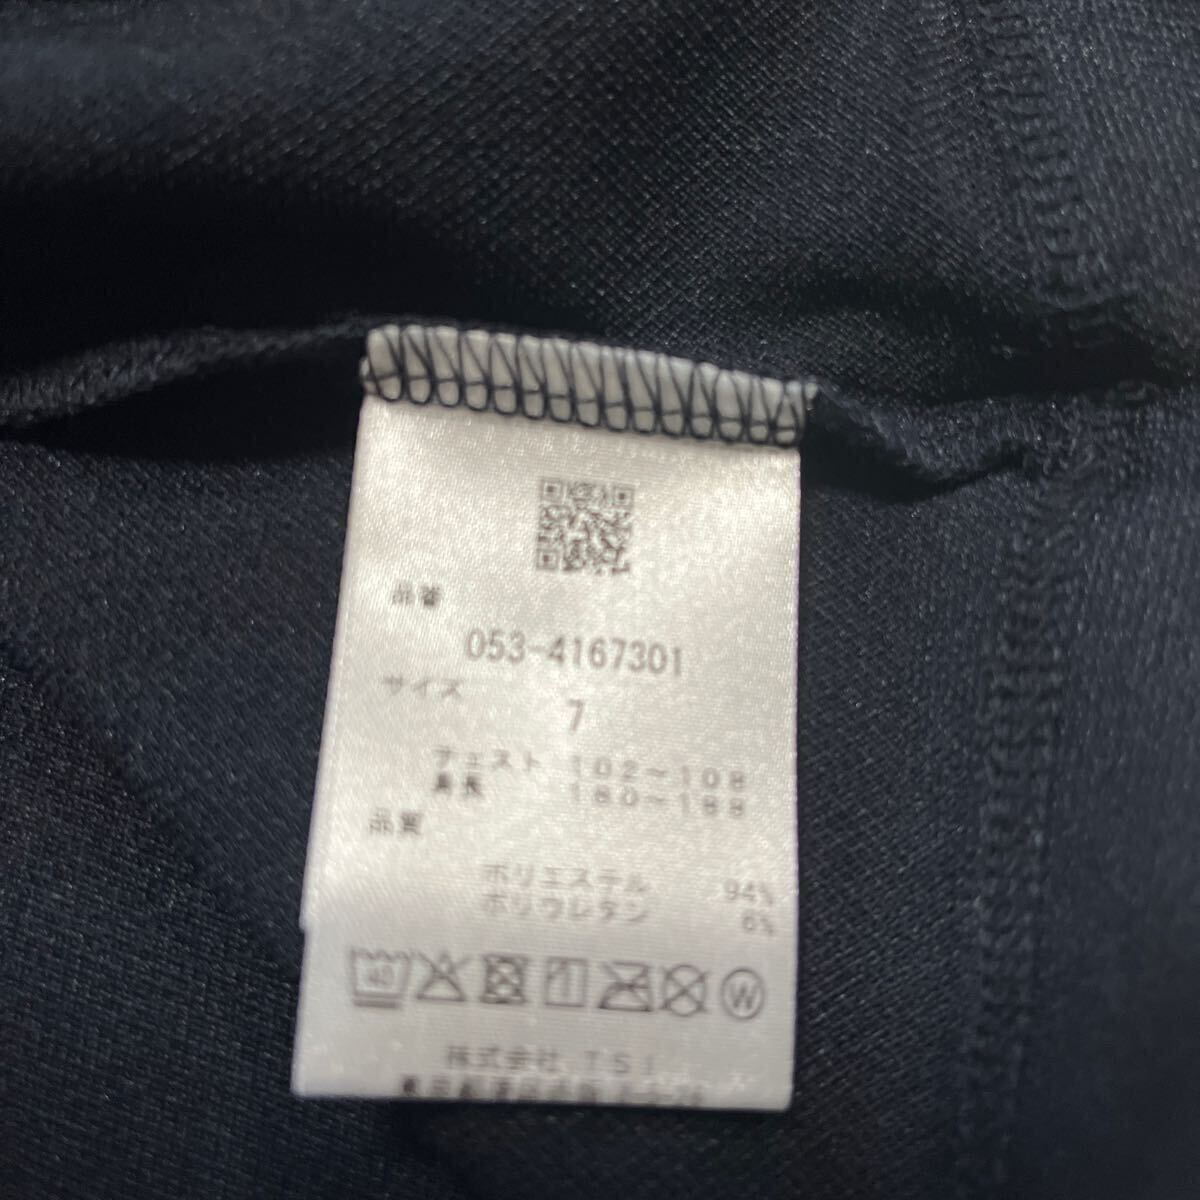 品番
053-4167301
サイズ
7
チェスト 102～108
身長 180～188
品質
ポリエステル 94%
ポリウレタン 6%
40
W
株式会社 TSI